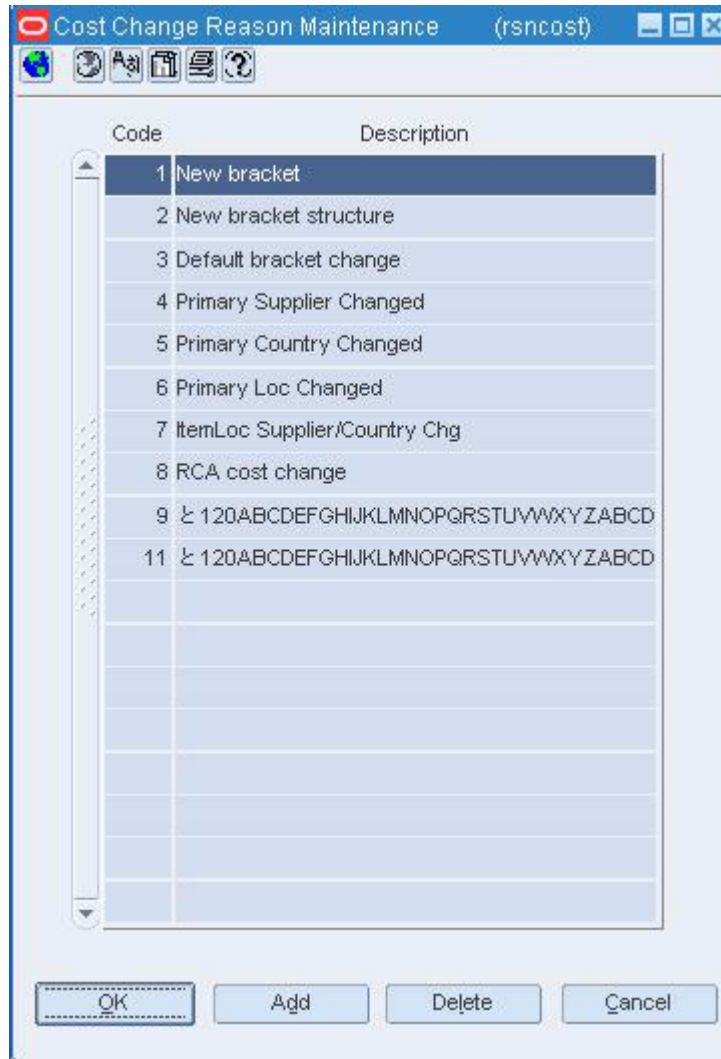 Cost Change Reason Maintenance (rsncost)
Code Description
1 New bracket
2 New bracket structure
3 Default bracket change
4 Primary Supplier Changed
5 Primary Country Changed
6 Primary Loc Changed
7 ItemLoc Supplier/Country Chg
8 RCA cost change
9 と120ABCDEFGHIJKLMNOPQRSTUVWXYZABCD
11 と120ABCDEFGHIJKLMNOPQRSTUVWXYZABCD
OK Add Delete Cancel